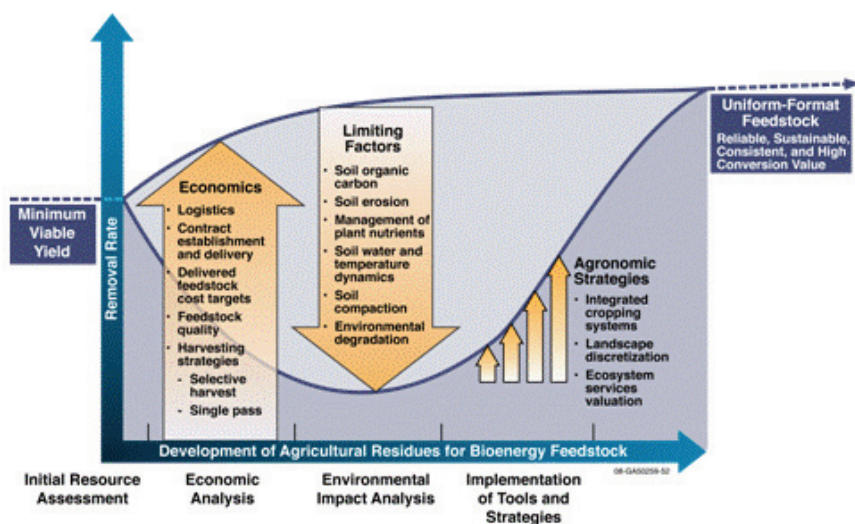 Minimum
Viable
Yield
Removal Rate
Economics
• Logistics
• Contract
establishment
and delivery
• Delivered
feedstock
cost targets
• Feedstock
quality
• Harvesting
strategies
- Selective
harvest
- Single pass
Limiting
Factors
• Soil organic
carbon
• Soil erosion
• Management of
plant nutrients
• Soil water and
temperature
dynamics
• Soil
compaction
• Environmental
degradation
Agronomic
Strategies
• Integrated
cropping
systems
• Landscape
discretization
• Ecosystem
services
valuation
Uniform-Format
Feedstock
Reliable, Sustainable,
Consistent, and High
Conversion Value
Development of Agricultural Residues for Bioenergy Feedstock
08-GA50259-52
Initial Resource
Assessment
Economic
Analysis
Environmental
Impact Analysis
Implementation
of Tools and
Strategies